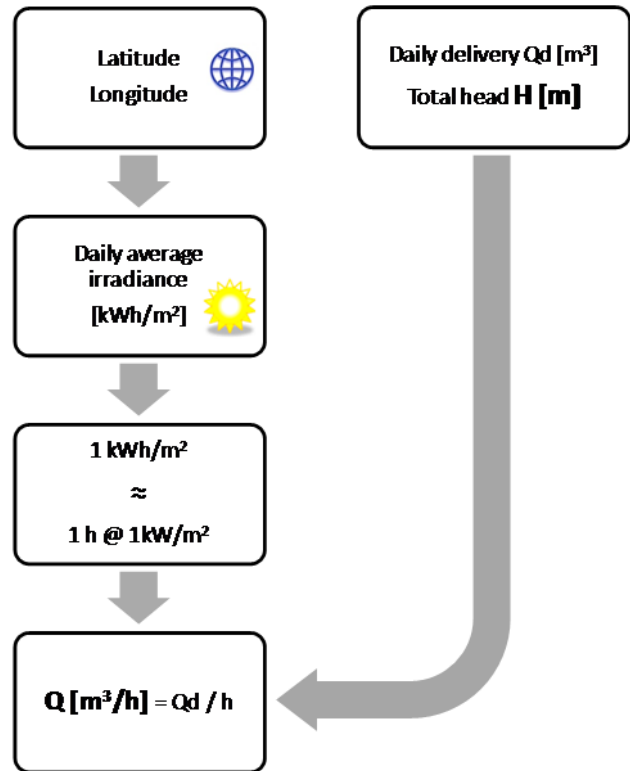 Latitude
Longitude
Daily delivery Qd [m³]
Total head H [m]
Daily average
irradiance
[kWh/m²]
1 kWh/m²
≈
1 h @ 1kW/m²
Q [m³/h] = Qd / h